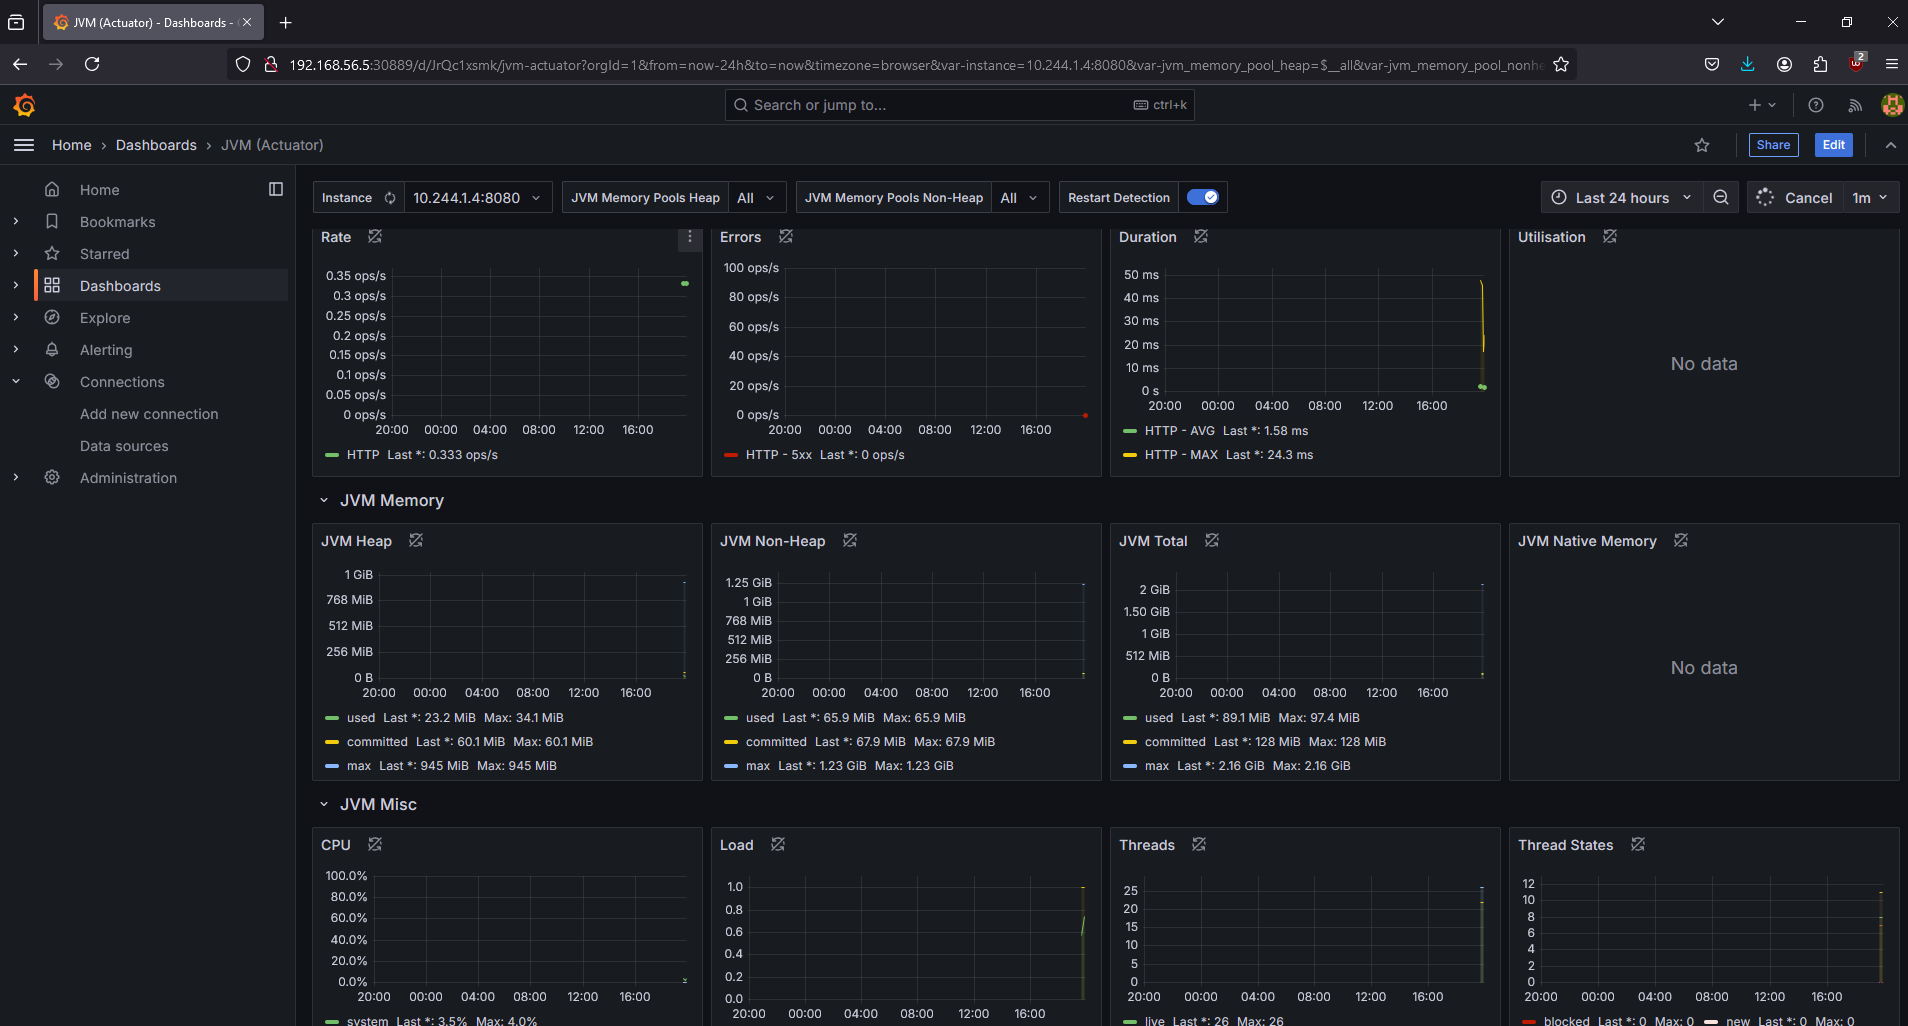 JVM (Actuator) - Dashboards -
192.168.56.5:30889/d/JrQc1xsmk/jvm-actuator?orgId=1&from=now-24h&to=now&timezone=browser&var-instance=10.244.1.4:8080&var-jvm_memory_pool_heap=$__all&var-jvm_memory_pool_nonhe
2
Search or jump to...
ctrl+k
Home › Dashboards › JVM (Actuator)
Share
Edit
Home
Bookmarks
Starred
Dashboards
Explore
Alerting
Connections
Add new connection
Data sources
Administration
Instance
10.244.1.4:8080
JVM Memory Pools Heap
All
JVM Memory Pools Non-Heap
All
Restart Detection
Last 24 hours
Cancel
1m
Rate
0.35 ops/s
0.3 ops/s
0.25 ops/s
0.2 ops/s
0.15 ops/s
0.1 ops/s
0.05 ops/s
0 ops/s
20:00 00:00 04:00 08:00 12:00 16:00
HTTP Last *: 0.333 ops/s
Errors
100 ops/s
80 ops/s
60 ops/s
40 ops/s
20 ops/s
0 ops/s
20:00 00:00 04:00 08:00 12:00 16:00
HTTP - 5xx Last *: 0 ops/s
Duration
50 ms
40 ms
30 ms
20 ms
10 ms
0 s
20:00 00:00 04:00 08:00 12:00 16:00
HTTP - AVG Last *: 1.58 ms
HTTP - MAX Last *: 24.3 ms
Utilisation
No data
JVM Memory
JVM Heap
1 GiB
768 MiB
512 MiB
256 MiB
0 B
20:00 00:00 04:00 08:00 12:00 16:00
used Last *: 23.2 MiB Max: 34.1 MiB
committed Last *: 60.1 MiB Max: 60.1 MiB
max Last *: 945 MiB Max: 945 MiB
JVM Non-Heap
1.25 GiB
1 GiB
768 MiB
512 MiB
256 MiB
0 B
20:00 00:00 04:00 08:00 12:00 16:00
used Last *: 65.9 MiB Max: 65.9 MiB
committed Last *: 67.9 MiB Max: 67.9 MiB
max Last *: 1.23 GiB Max: 1.23 GiB
JVM Total
2 GiB
1.50 GiB
1 GiB
512 MiB
0 B
20:00 00:00 04:00 08:00 12:00 16:00
used Last *: 89.1 MiB Max: 97.4 MiB
committed Last *: 128 MiB Max: 128 MiB
max Last *: 2.16 GiB Max: 2.16 GiB
JVM Native Memory
No data
JVM Misc
CPU
100.0%
80.0%
60.0%
40.0%
20.0%
0.0%
20:00 00:00 04:00 08:00 12:00 16:00
system Last *: 3.5% Max: 4.0%
Load
1.0
0.8
0.6
0.4
0.2
0.0
20:00 00:00 04:00 08:00 12:00 16:00
Threads
25
20
15
10
5
0
20:00 00:00 04:00 08:00 12:00 16:00
live Last *: 26 Max: 26
Thread States
12
10
8
6
4
2
0
20:00 00:00 04:00 08:00 12:00 16:00
blocked Last *: 0 Max: 0 new Last *: 0 Max: 0